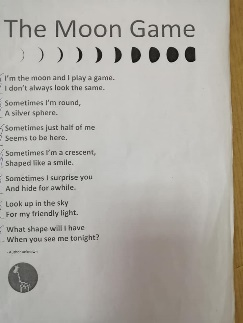 The Moon Game
I'm the moon and I play a game.
I don't always look the same.
Sometimes I'm round,
A silver sphere.
Sometimes just half of me
Seems to be here.
Sometimes I'm a crescent,
Shaped like a smile.
Sometimes I surprise you
And hide for awhile.
Look up in the sky
For my friendly light.
What shape will I have
When you see me tonight?